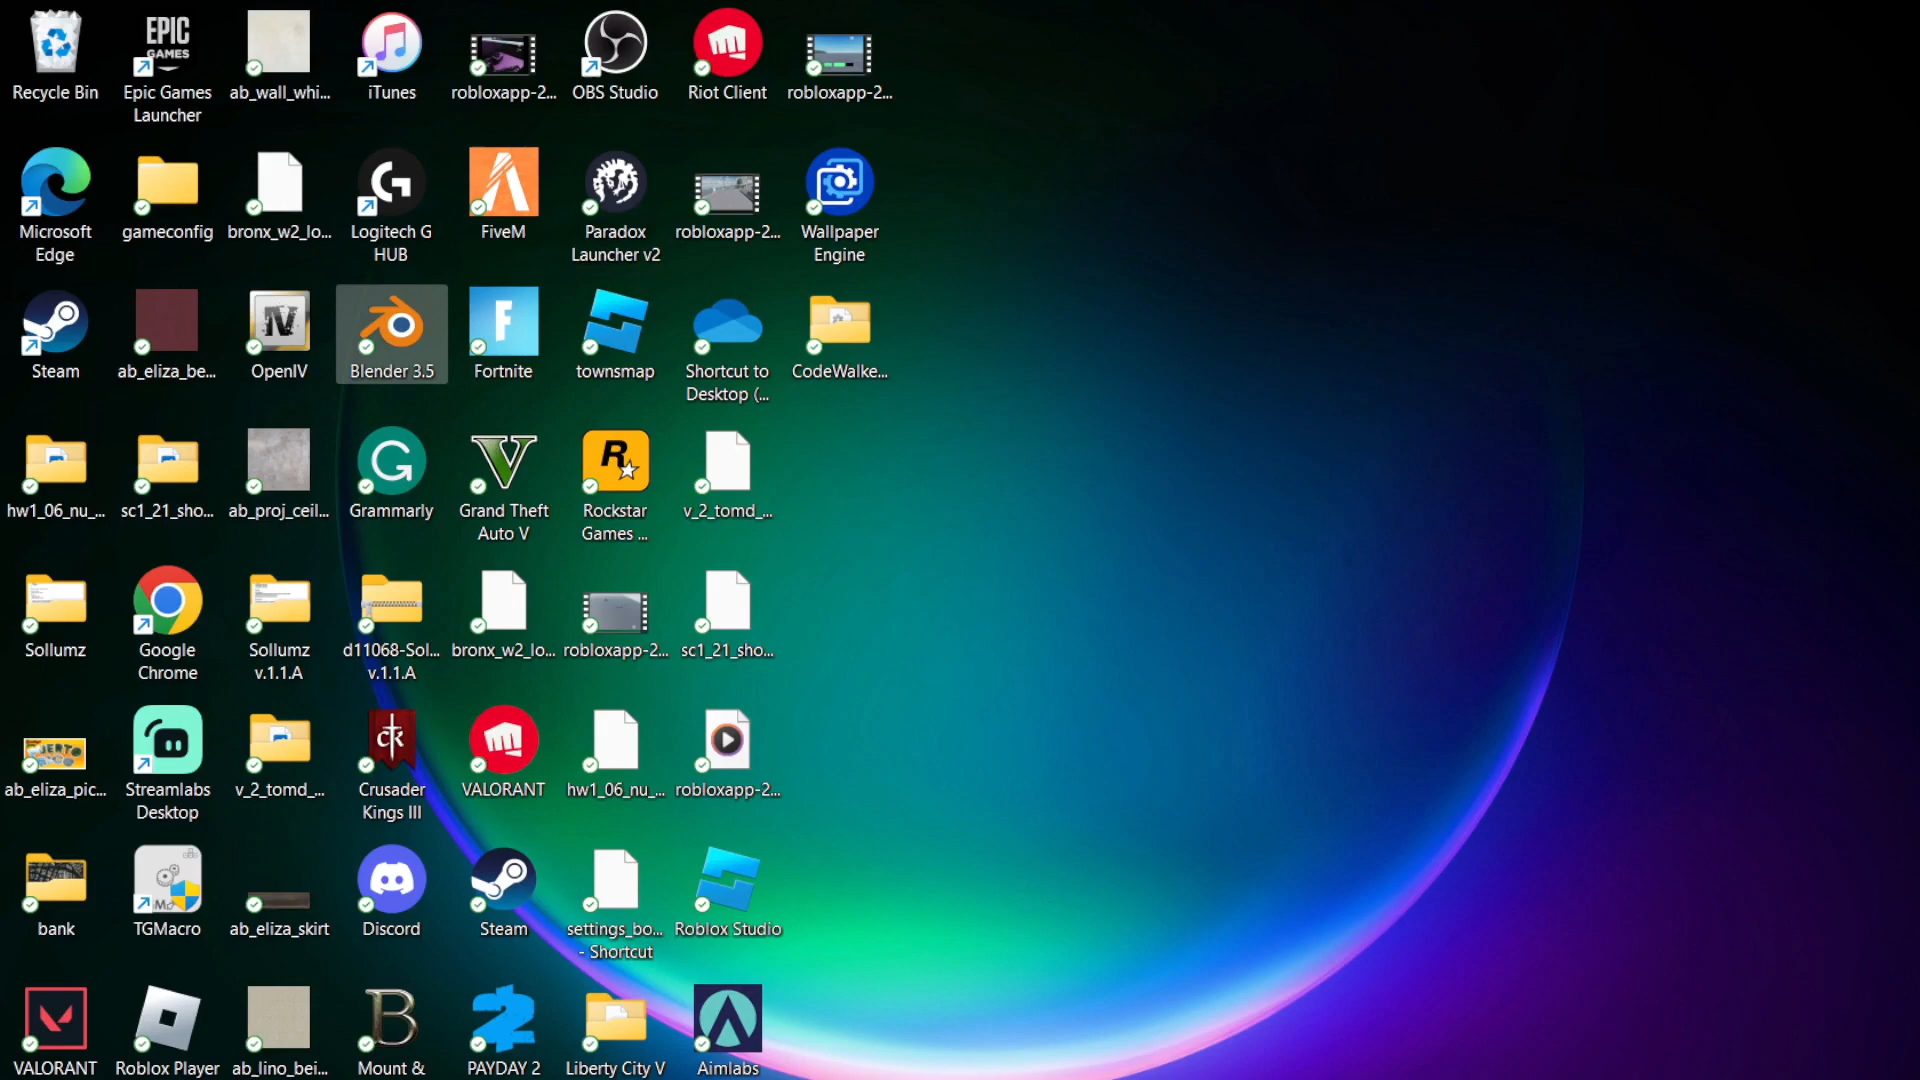 EPIC
GAMES
Recycle Bin
Epic Games
Launcher
ab_wall_whi...
iTunes
robloxapp-2...
OBS Studio
Riot Client
robloxapp-2...
Microsoft
Edge
gameconfig
bronx_w2_lo...
Logitech G
HUB
FiveM
Paradox
Launcher v2
robloxapp-2...
Wallpaper
Engine
Steam
ab_eliza_be...
IV
OpenIV
Blender 3.5
F
Fortnite
townsmap
Shortcut to
Desktop (...
CodeWalke...
hw1_06_nu_...
sc1_21_sho...
ab_proj_ceil...
G
Grammarly
V
Grand Theft
Auto V
R
Rockstar
Games ...
v_2_tomd_...
Sollumz
Google
Chrome
Sollumz
v.1.1.A
d11068-Sol...
v.1.1.A
bronx_w2_lo...
robloxapp-2...
sc1_21_sho...
ab_eliza_pic...
Streamlabs
Desktop
v_2_tomd_...
Crusader
Kings III
VALORANT
hw1_06_nu_...
robloxapp-2...
bank
TGMacro
ab_eliza_skirt
Discord
Steam
settings_bo...
- Shortcut
Roblox Studio
VALORANT
Roblox Player
ab_lino_bei...
B
Mount &
2
PAYDAY 2
Liberty City V
Aimlabs